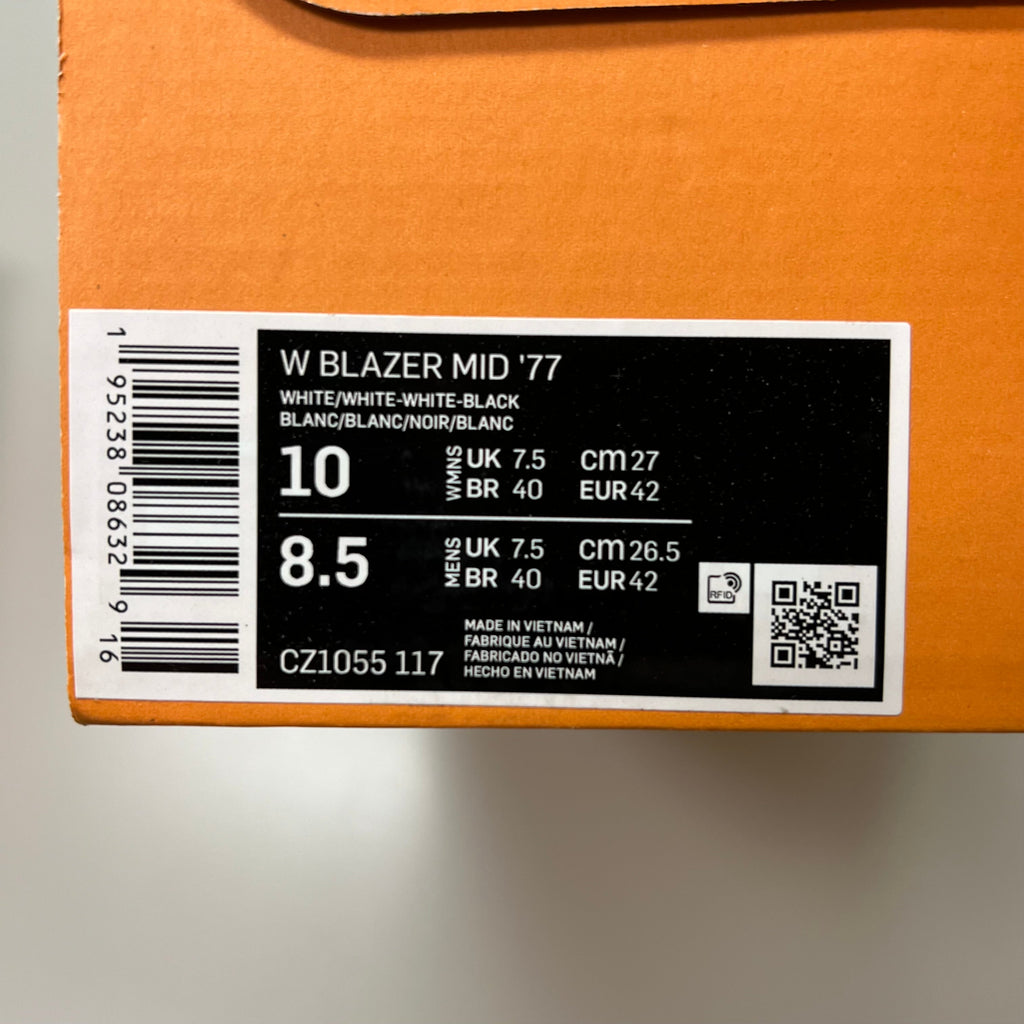 W BLAZER MID '77
WHITE/WHITE-WHITE-BLACK
BLANC/BLANC/NOIR/BLANC
10 WMNS UK 7.5 CM 27
BR 40 EUR 42
8.5 MENS UK 7.5 CM 26.5
BR 40 EUR 42
CZ1055 117
MADE IN VIETNAM /
FABRIQUE AU VIETNAM /
FABRICADO NO VIETNÃ /
HECHO EN VIETNAM
RFID
1 95238 08632 9 16